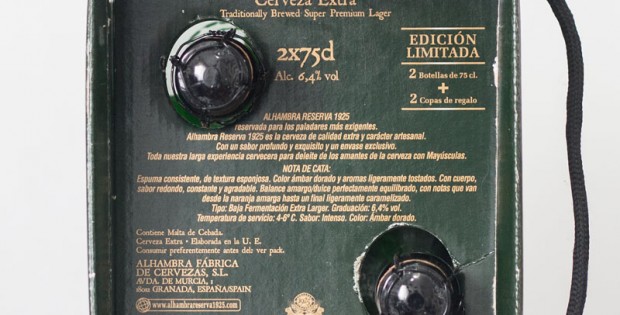 Cerveza Extra
Traditionally Brewed Super Premium Lager
2x75cl
Alc. 6,4% vol
EDICIÓN
LIMITADA
2 Botellas de 75 cl.
+
2 Copas de regalo
ALHAMBRA RESERVA 1925
reservada para los paladares más exigentes.
Alhambra Reserva 1925 es la cerveza de calidad extra y carácter artesanal.
Con un sabor profundo y exquisito y un envase exclusivo.
Toda nuestra larga experiencia cervecera para deleite de los amantes de la cerveza con Mayúsculas.
NOTA DE CATA:
Espuma consistente, de textura esponjosa. Color ámbar dorado y aromas ligeramente tostados. Con cuerpo,
sabor redondo, constante y agradable. Balance amargo/dulce perfectamente equilibrado, con notas que van
desde la naranja amarga hasta un final ligeramente caramelizado.
Tipo: Baja Fermentación Extra Larger. Graduación: 6,4% vol.
Temperatura de servicio: 4-6º C. Sabor: Intenso. Color: Ámbar dorado.
Contiene Malta de Cebada.
Cerveza Extra • Elaborada en la U. E.
Consumir preferentemente antes del: ver pack.
ALHAMBRA FÁBRICA
DE CERVEZAS, S.L.
AVDA. DE MURCIA, 1
18012 GRANADA, ESPAÑA/SPAIN
www.alhambrareserva1925.com